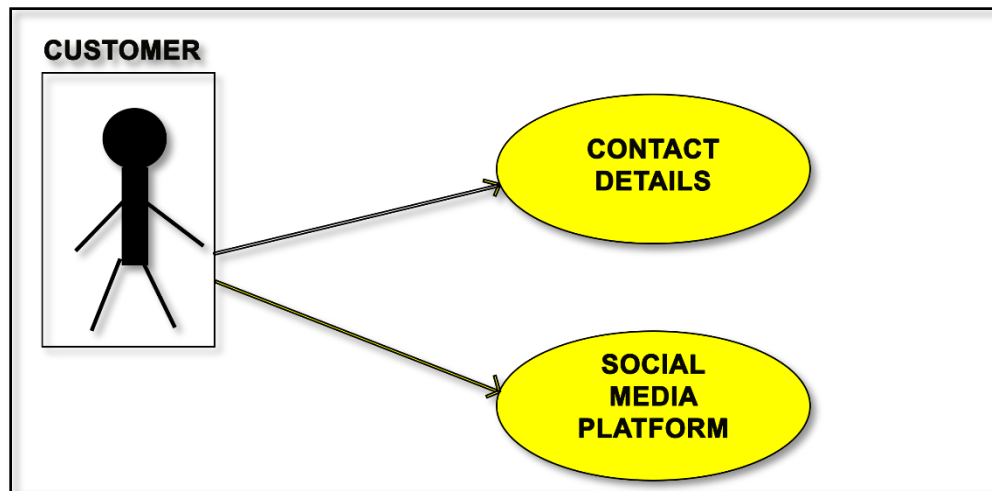 CUSTOMER
CONTACT
DETAILS
SOCIAL
MEDIA
PLATFORM